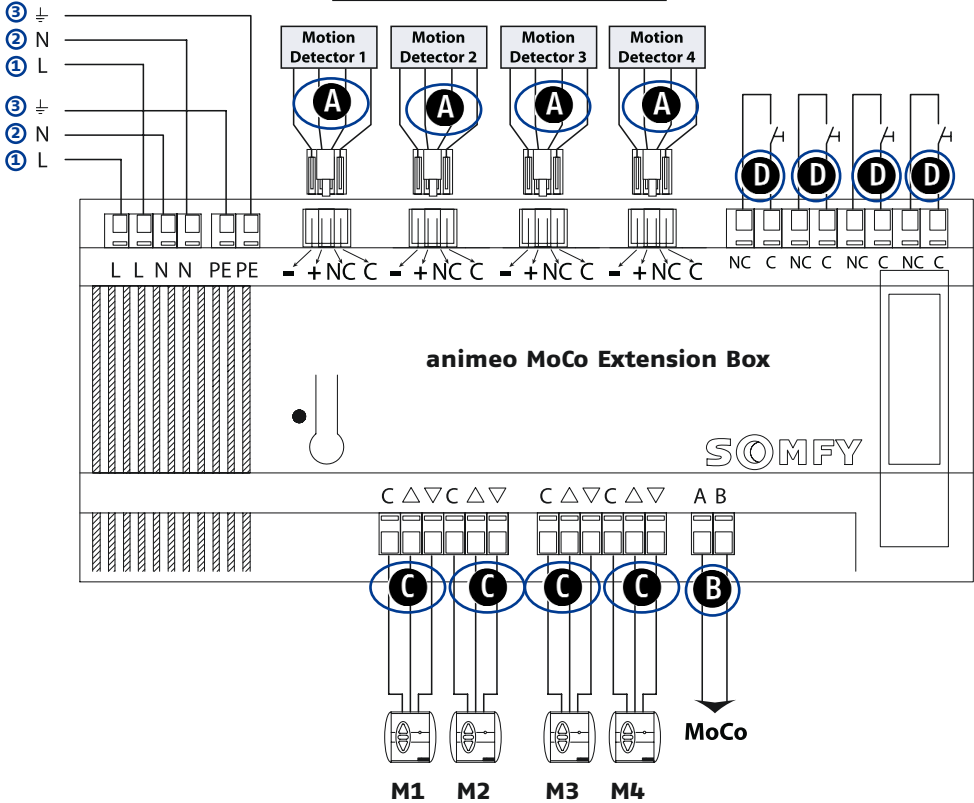 ③ ⏚
② N
① L
③ ⏚
② N
① L
Motion Detector 1
Motion Detector 2
Motion Detector 3
Motion Detector 4
A A A A
D D D D
L L N N PE PE
- + NC C - + NC C - + NC C - + NC C
NC C NC C NC C NC C
animeo MoCo Extension Box
SOMFY
C △ ▽ C △ ▽ C △ ▽ C △ ▽ A B
C C C C B
MoCo
M1 M2 M3 M4